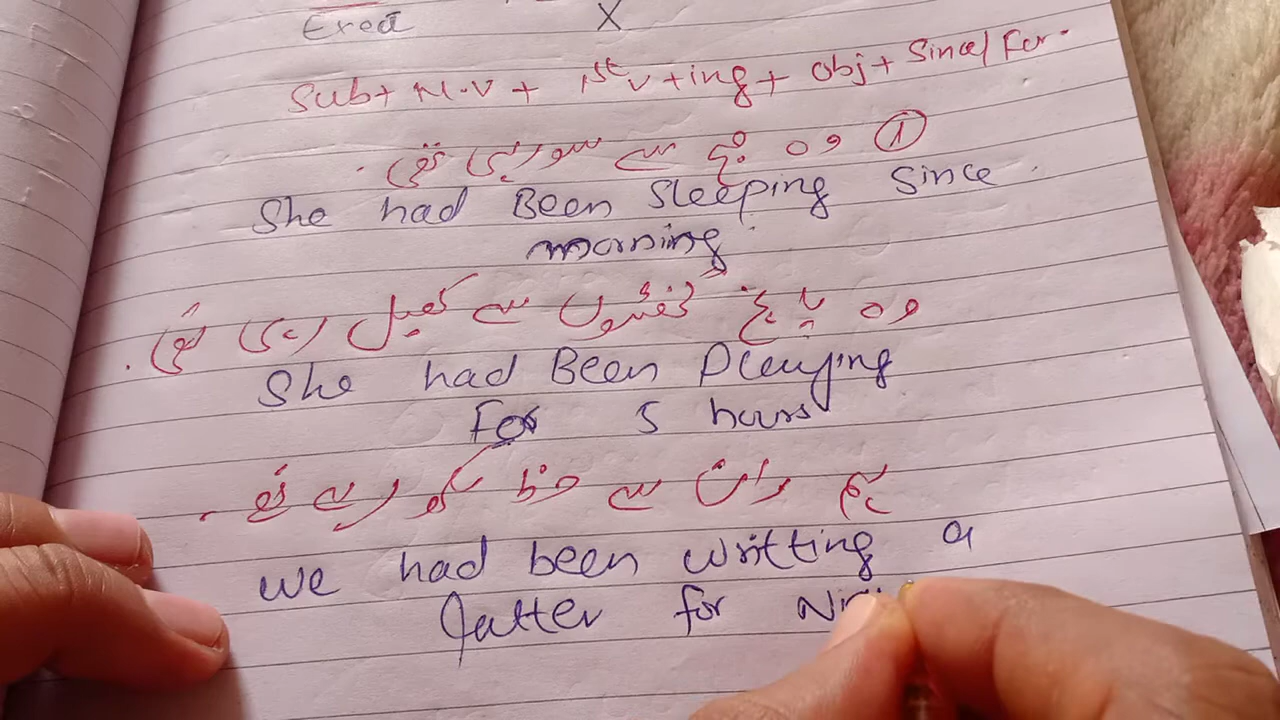 X
Sub+ H.V + 1st v +ing + Obj + Since/For.
① وہ صبح سے سو رہی تھی.
She had Been Sleeping Since
morning.
وہ پانچ گھنٹوں سے کھیل رہی تھی.
She had Been Playing
For 5 hours
ہم رات سے خط لکھ رہے تھے.
we had been writting a
latter for